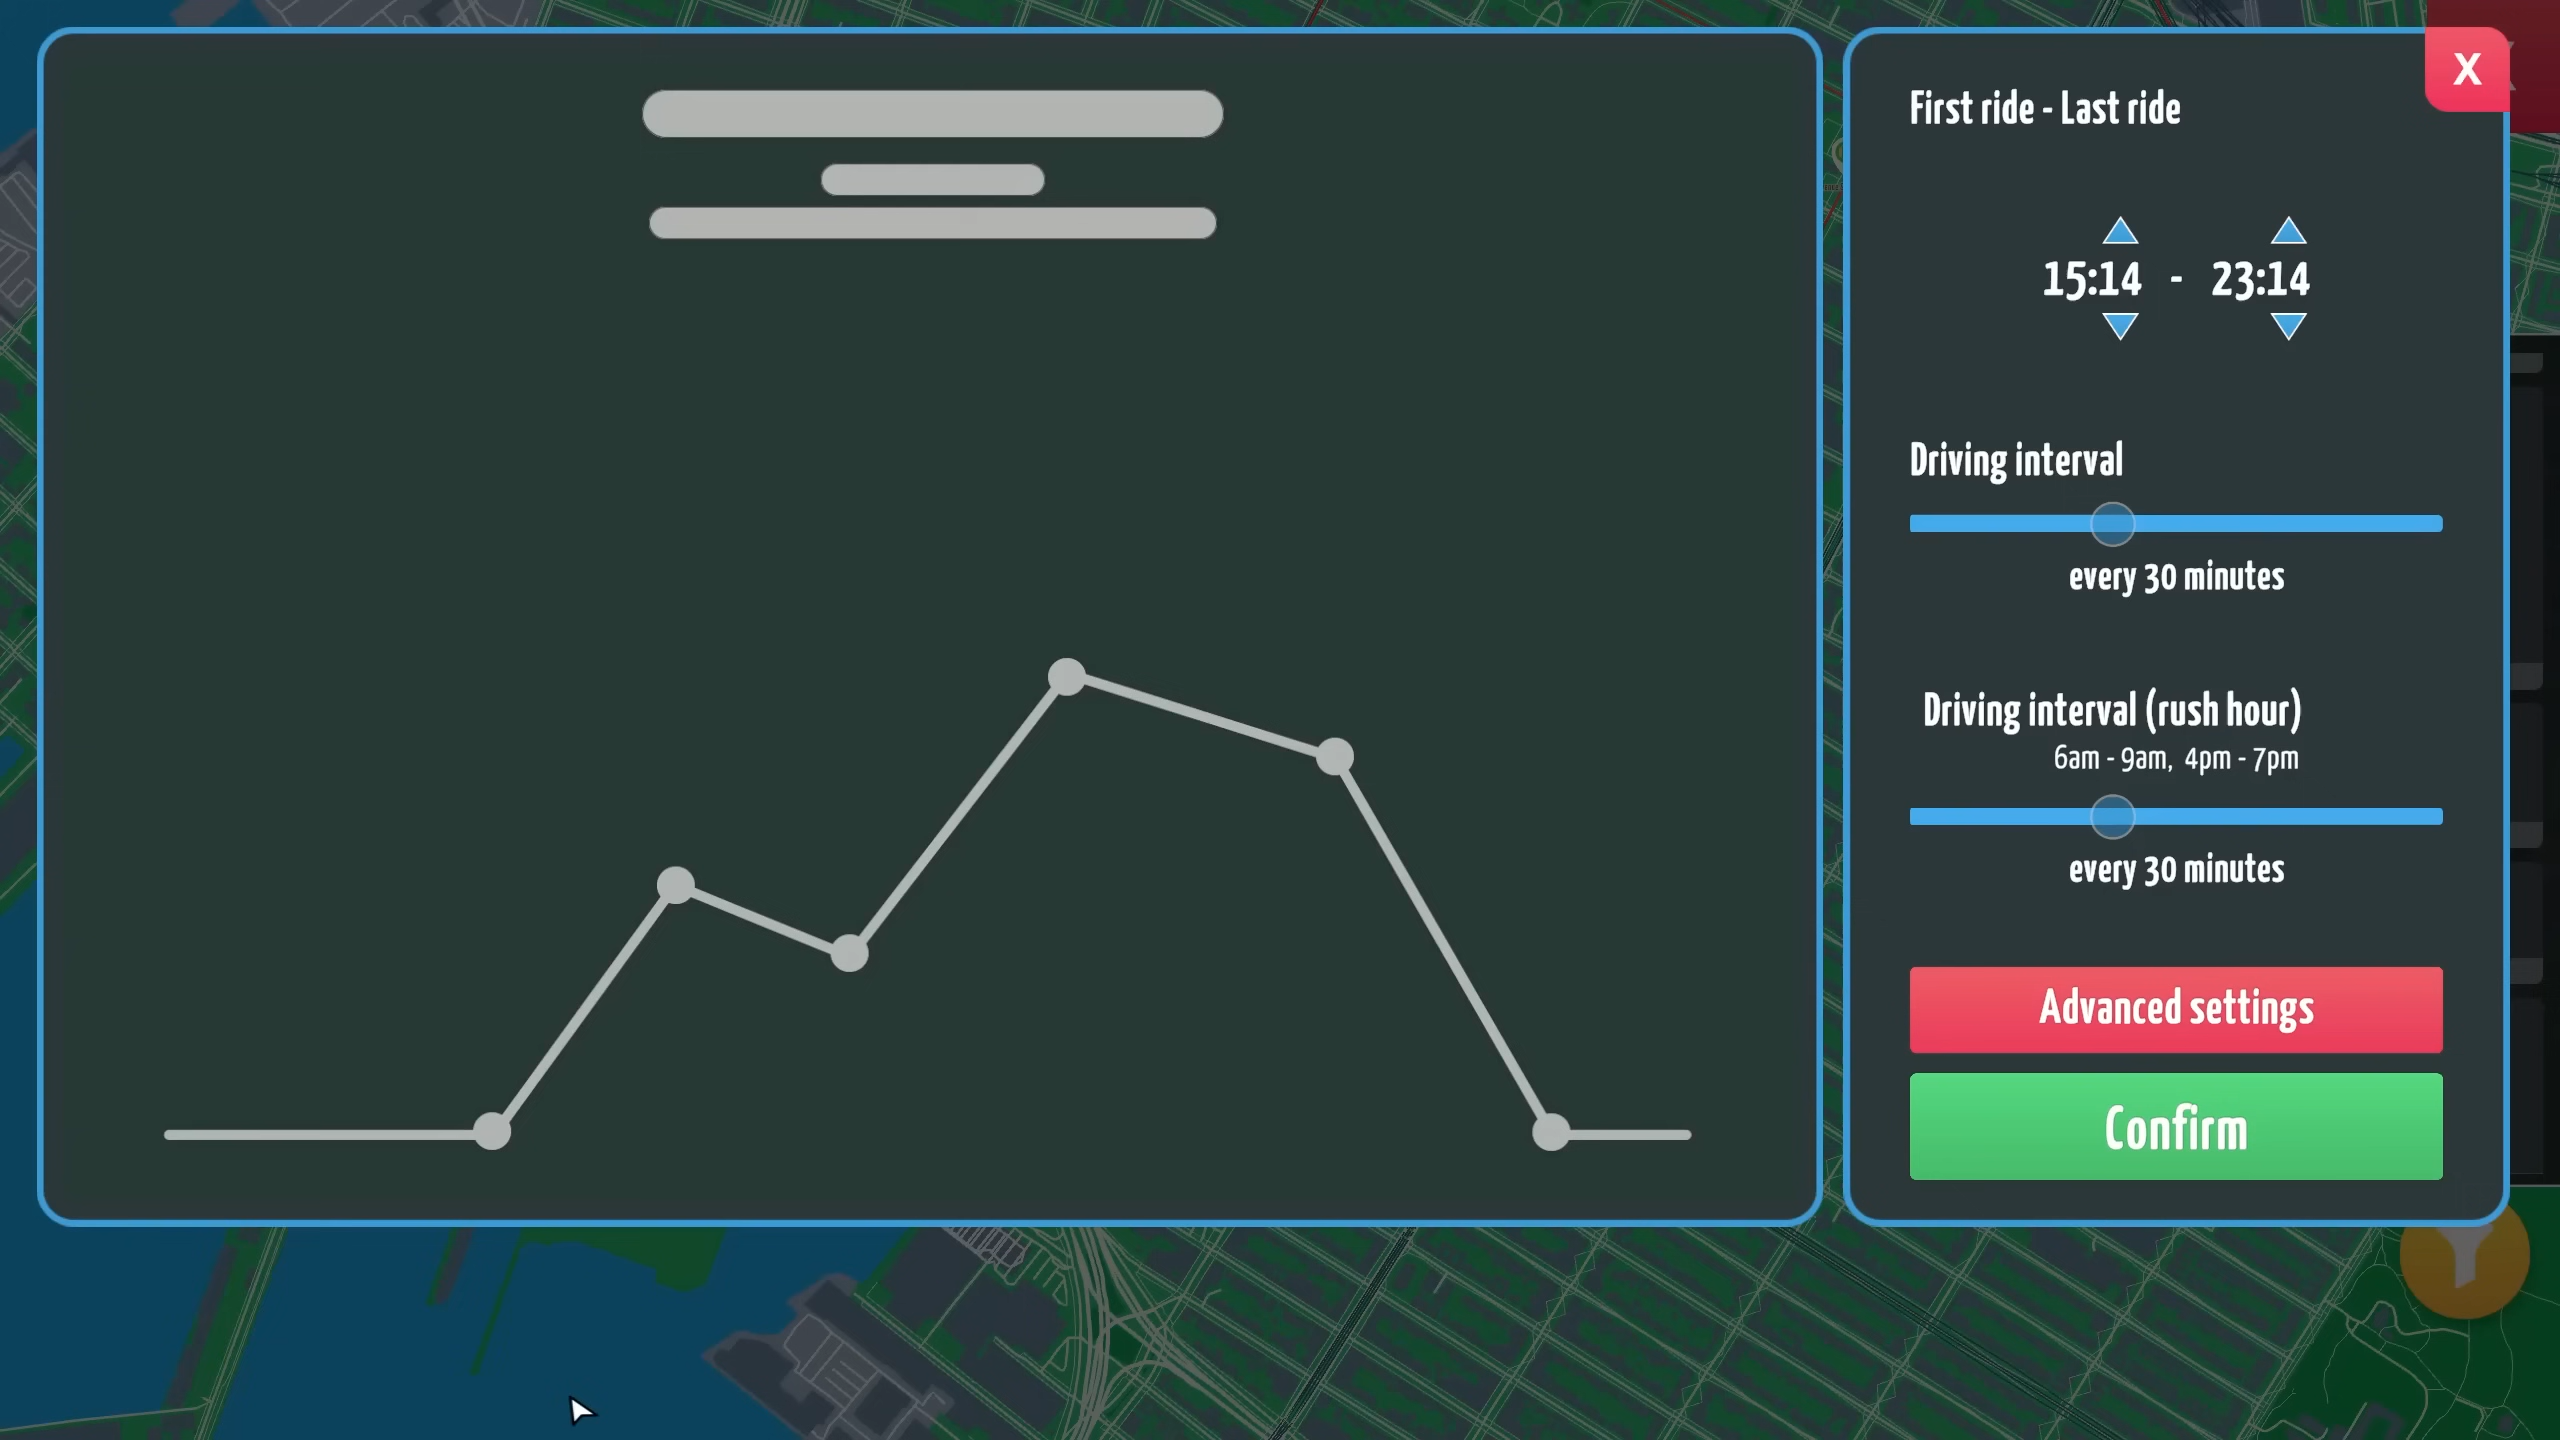 X
First ride - Last ride
15:14 - 23:14
Driving interval
every 30 minutes
Driving interval (rush hour)
6am - 9am, 4pm - 7pm
every 30 minutes
Advanced settings
Confirm